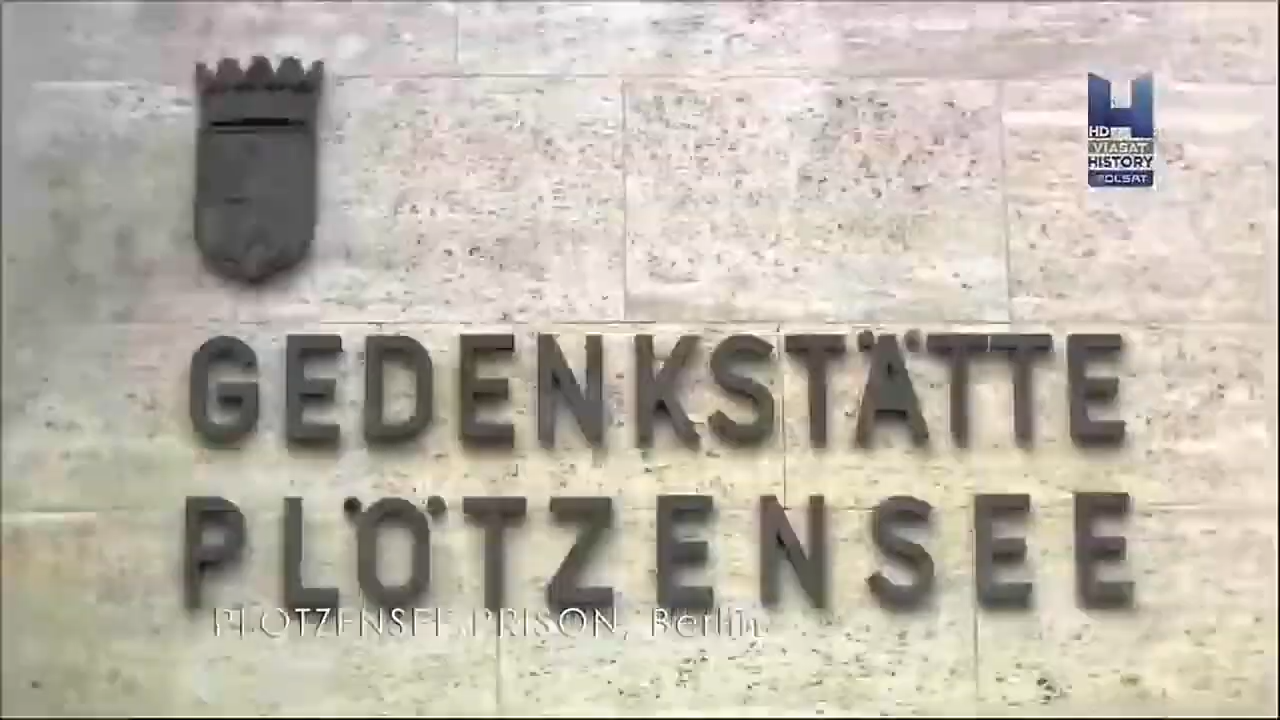 HD
VIASAT
HISTORY
POLSAT
GEDENKSTÄTTE
PLÖTZENSEE
PLOTZENSEE PRISON, Berlin